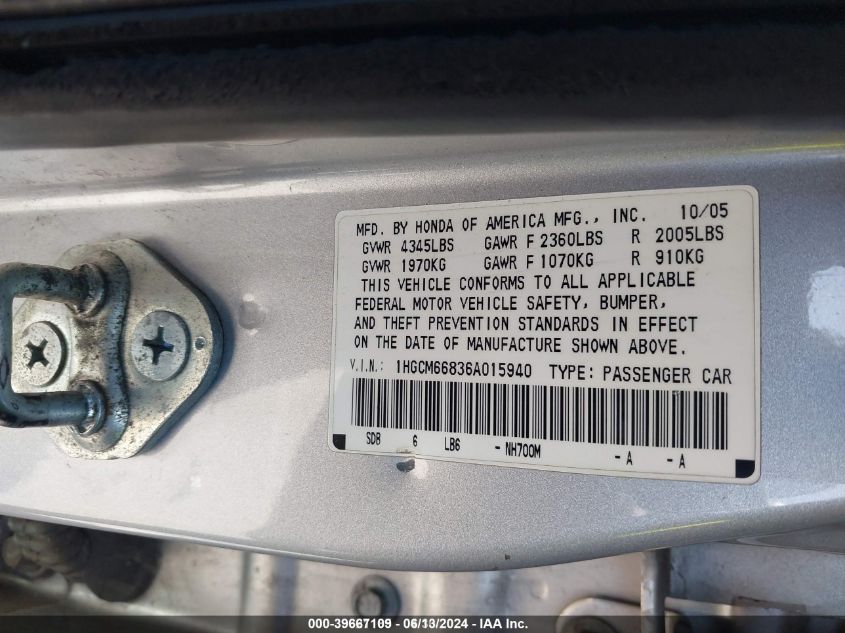 MFD. BY HONDA OF AMERICA MFG., INC. 10/05
GVWR 4345LBS GAWR F 2360LBS R 2005LBS
GVWR 1970KG GAWR F 1070KG R 910KG
THIS VEHICLE CONFORMS TO ALL APPLICABLE
FEDERAL MOTOR VEHICLE SAFETY, BUMPER,
AND THEFT PREVENTION STANDARDS IN EFFECT
ON THE DATE OF MANUFACTURE SHOWN ABOVE.
V.I.N.: 1HGCM66836A015940 TYPE: PASSENGER CAR
SDB 6 LB6 - NH700M - A - A
000-39667109 - 06/13/2024 - IAA Inc.